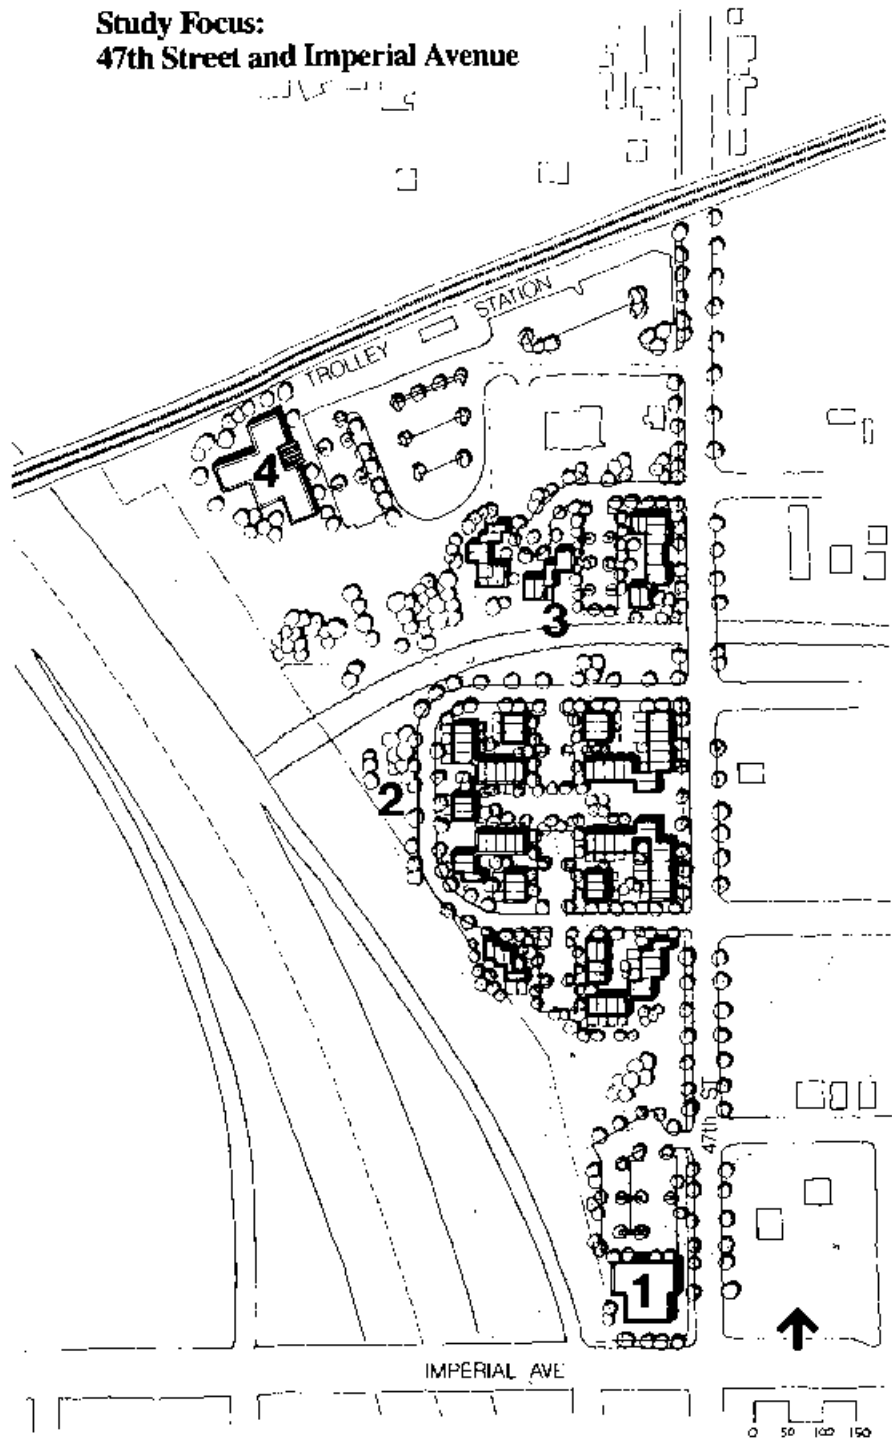 Study Focus:
47th Street and Imperial Avenue
TROLLEY STATION
4
3
2
47th ST
1
IMPERIAL AVE
0 50 100 150